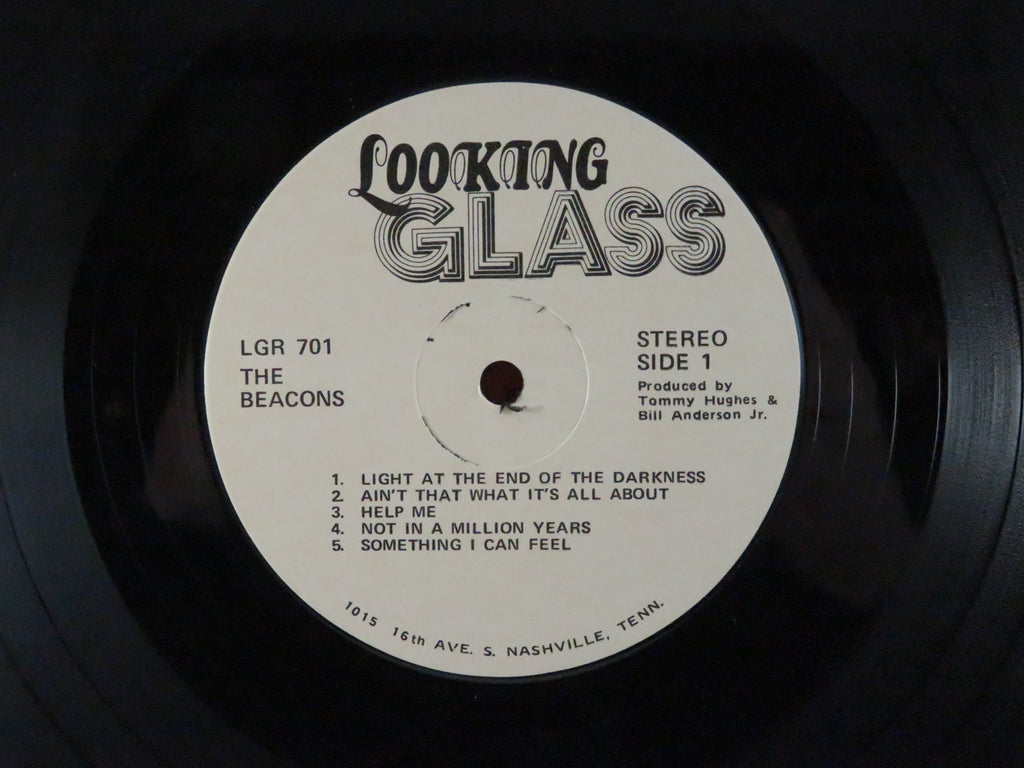 LOOKING
GLASS
LGR 701
THE
BEACONS
STEREO
SIDE 1
Produced by
Tommy Hughes &
Bill Anderson Jr.
1. LIGHT AT THE END OF THE DARKNESS
2. AIN'T THAT WHAT IT'S ALL ABOUT
3. HELP ME
4. NOT IN A MILLION YEARS
5. SOMETHING I CAN FEEL
1015 16th AVE. S. NASHVILLE, TENN.